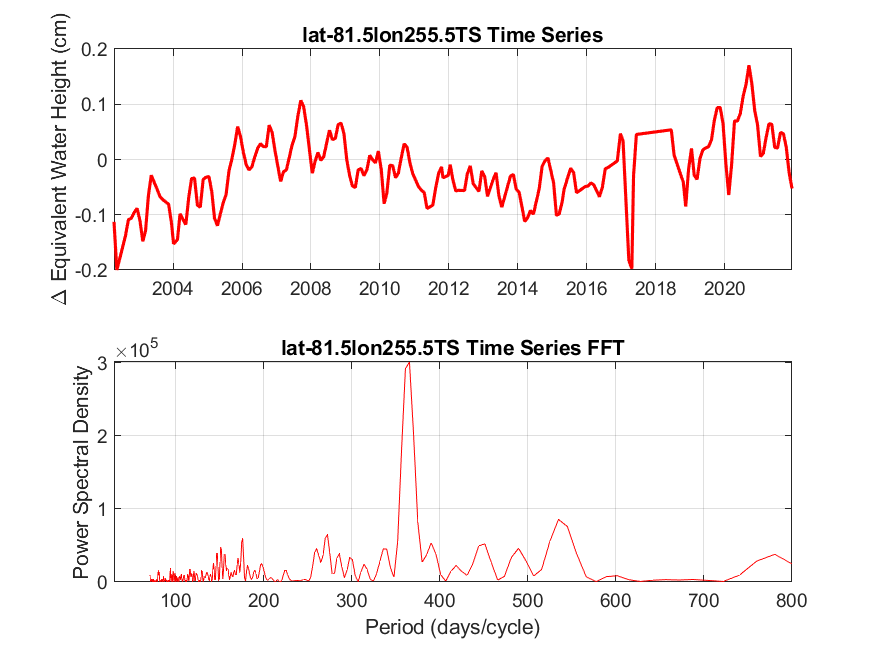 lat-81.5lon255.5TS Time Series
Δ Equivalent Water Height (cm)
0.2
0.1
0
-0.1
-0.2
2004 2006 2008 2010 2012 2014 2016 2018 2020
lat-81.5lon255.5TS Time Series FFT
×10⁵
Power Spectral Density
3
2
1
0
100 200 300 400 500 600 700 800
Period (days/cycle)